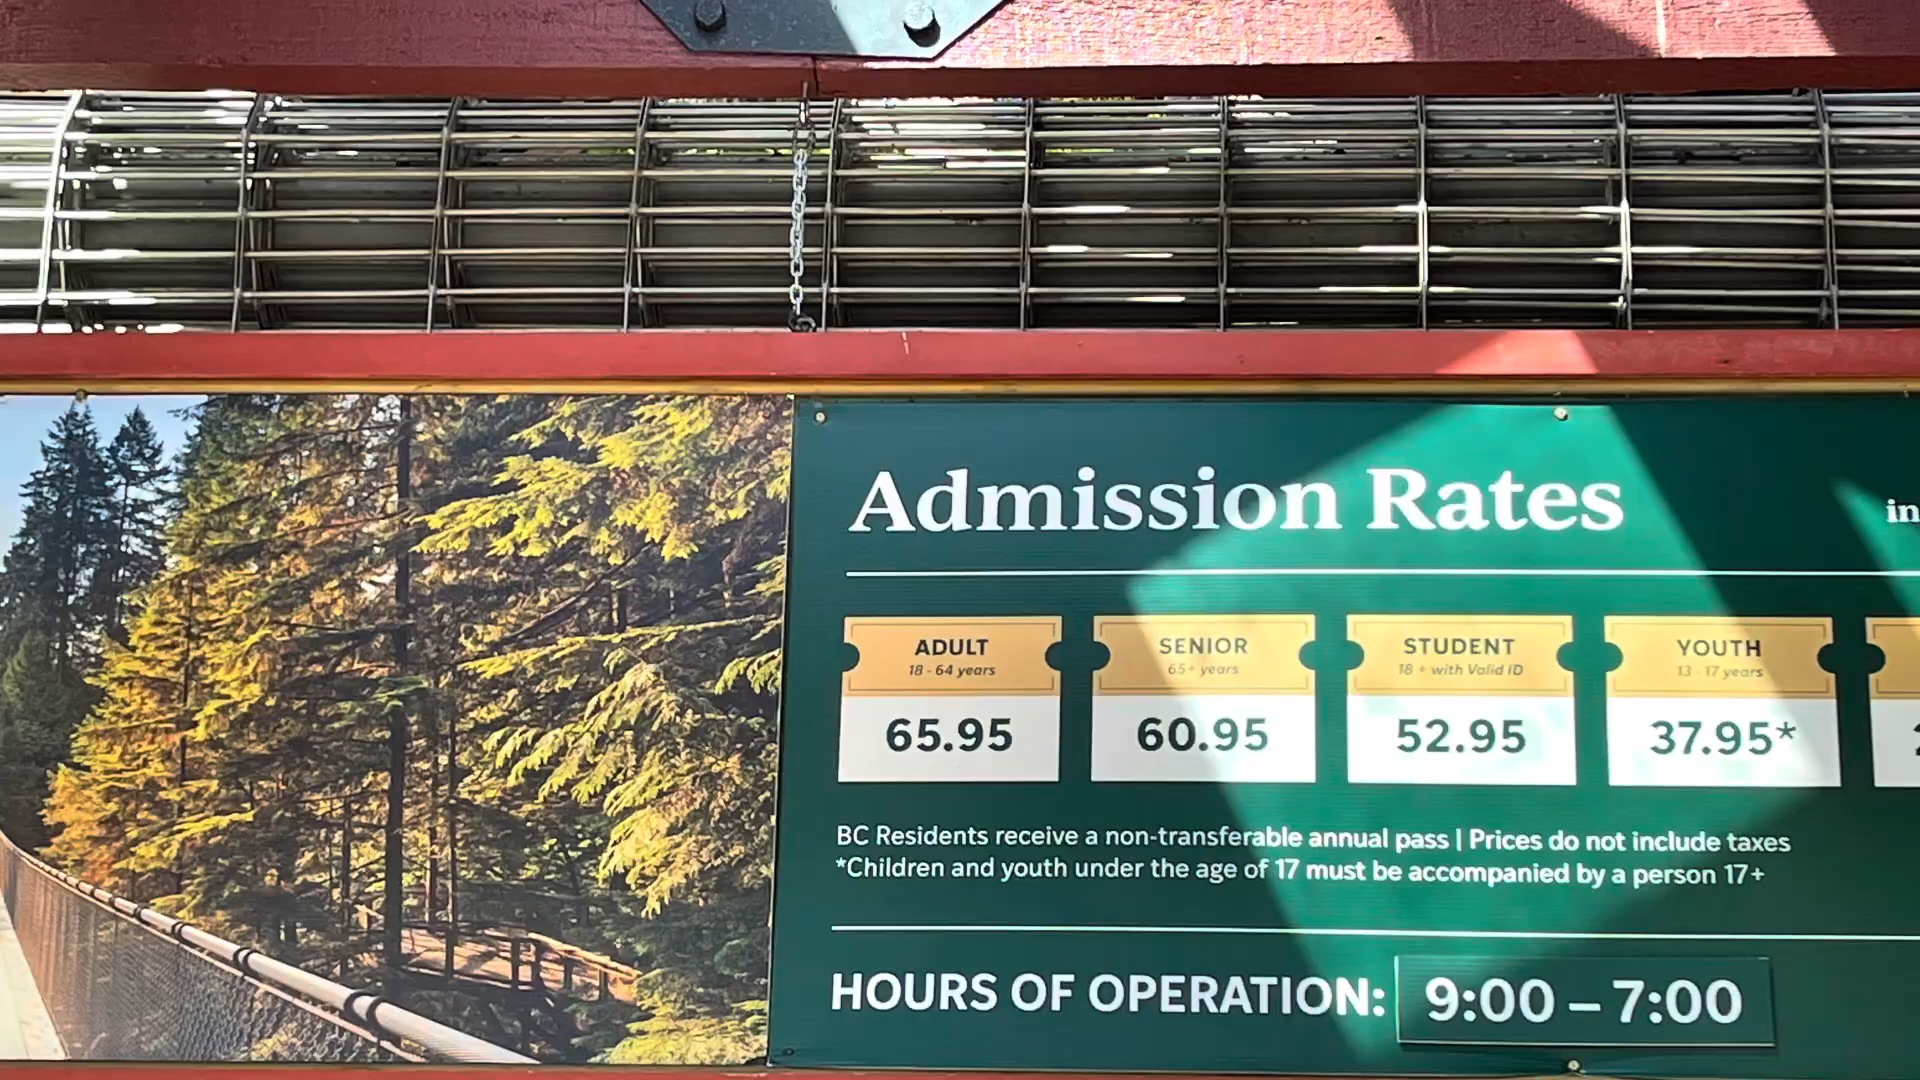 Admission Rates
ADULT
18 - 64 years
65.95
SENIOR
65+ years
60.95
STUDENT
18 + with Valid ID
52.95
YOUTH
13 - 17 years
37.95*
BC Residents receive a non-transferable annual pass | Prices do not include taxes
*Children and youth under the age of 17 must be accompanied by a person 17+
HOURS OF OPERATION: 9:00 – 7:00